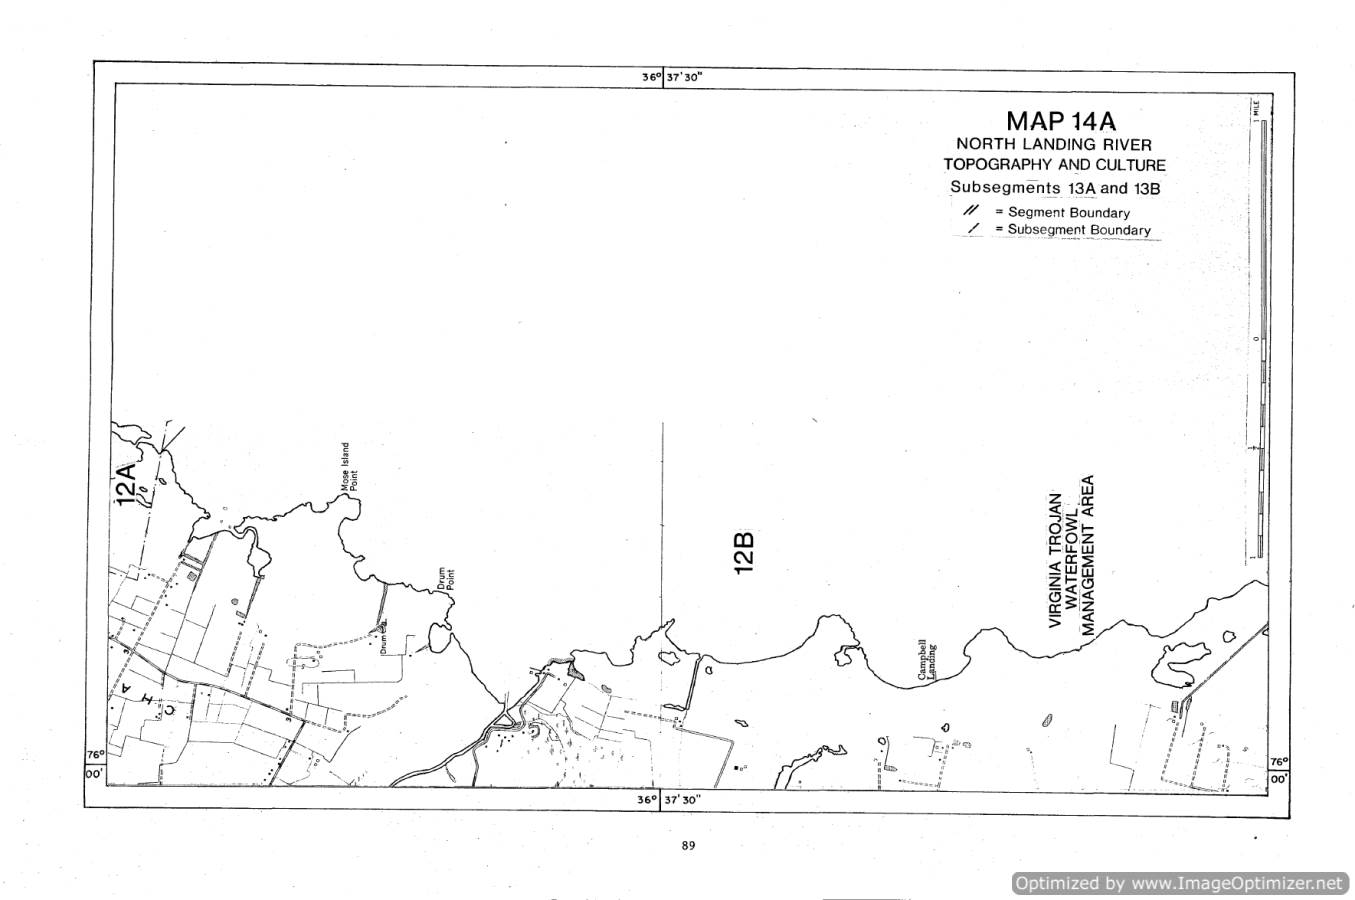 36° 37'30"
MAP 14A
NORTH LANDING RIVER
TOPOGRAPHY AND CULTURE
Subsegments 13A and 13B
// = Segment Boundary
/ = Subsegment Boundary
1 MILE
0
1
12A
Mose Island
Point
Drum
Point
12B
VIRGINIA TROJAN
WATERFOWL
MANAGEMENT AREA
Campbell
Landing
C H A
76°
00'
76°
00'
36° 37'30"
89
Optimized by www.ImageOptimizer.net